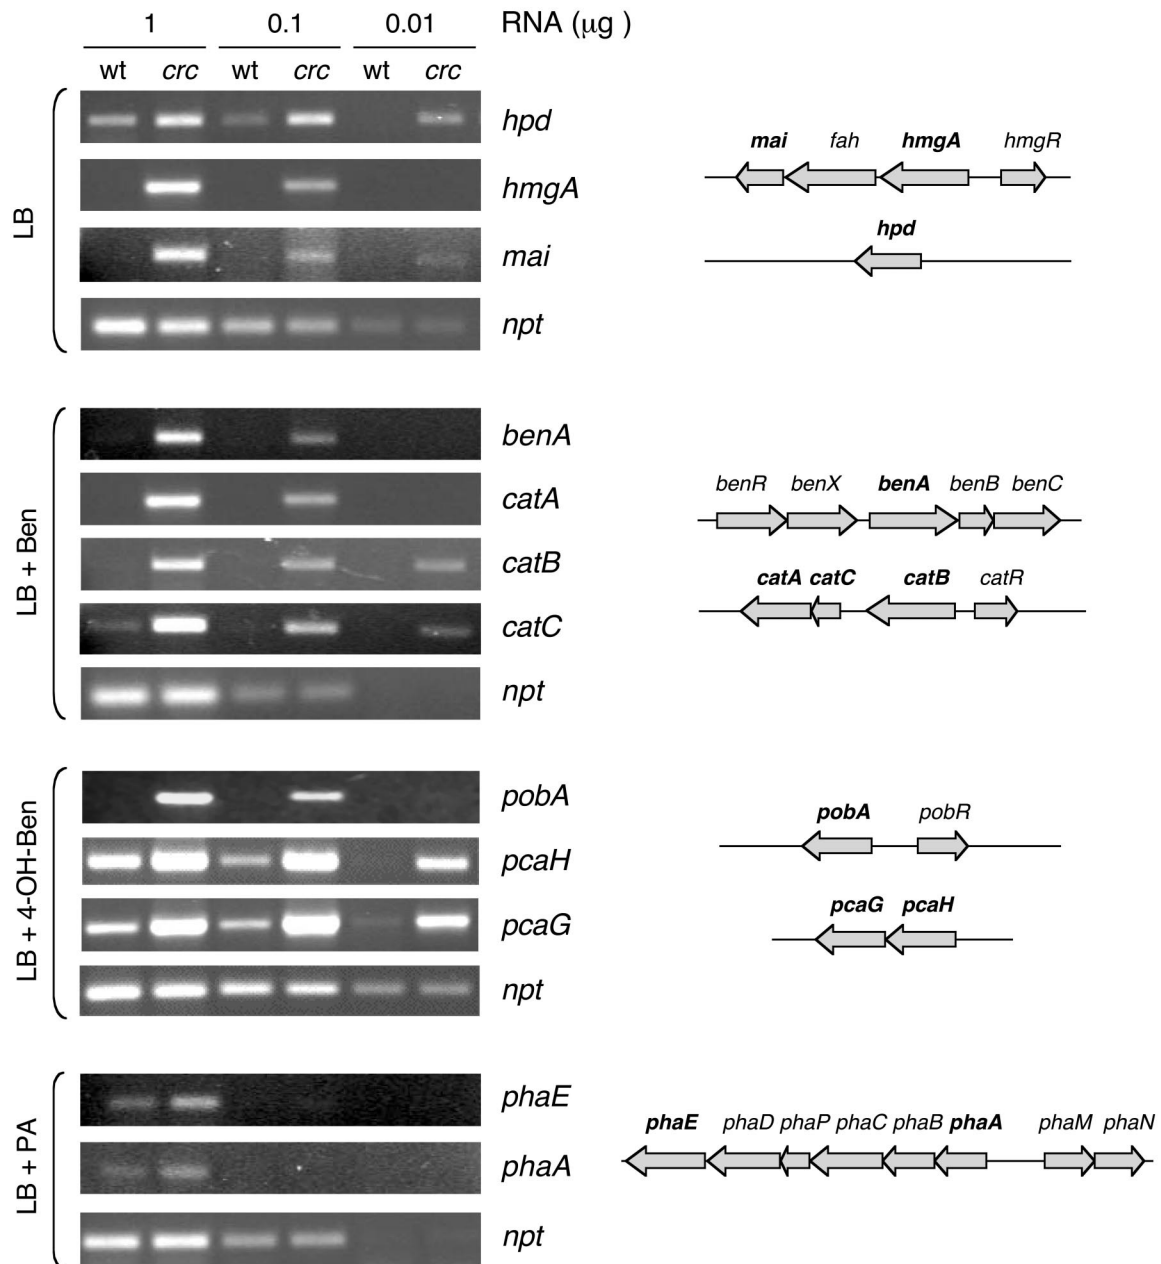 1 0.1 0.01 RNA (μg )
wt crc wt crc wt crc
LB
hpd
hmgA
mai
npt
mai fah hmgA hmgR
hpd
LB + Ben
benA
catA
catB
catC
npt
benR benX benA benB benC
catA catC catB catR
LB + 4-OH-Ben
pobA
pcaH
pcaG
npt
pobA pobR
pcaG pcaH
LB + PA
phaE
phaA
npt
phaE phaD phaP phaC phaB phaA phaM phaN